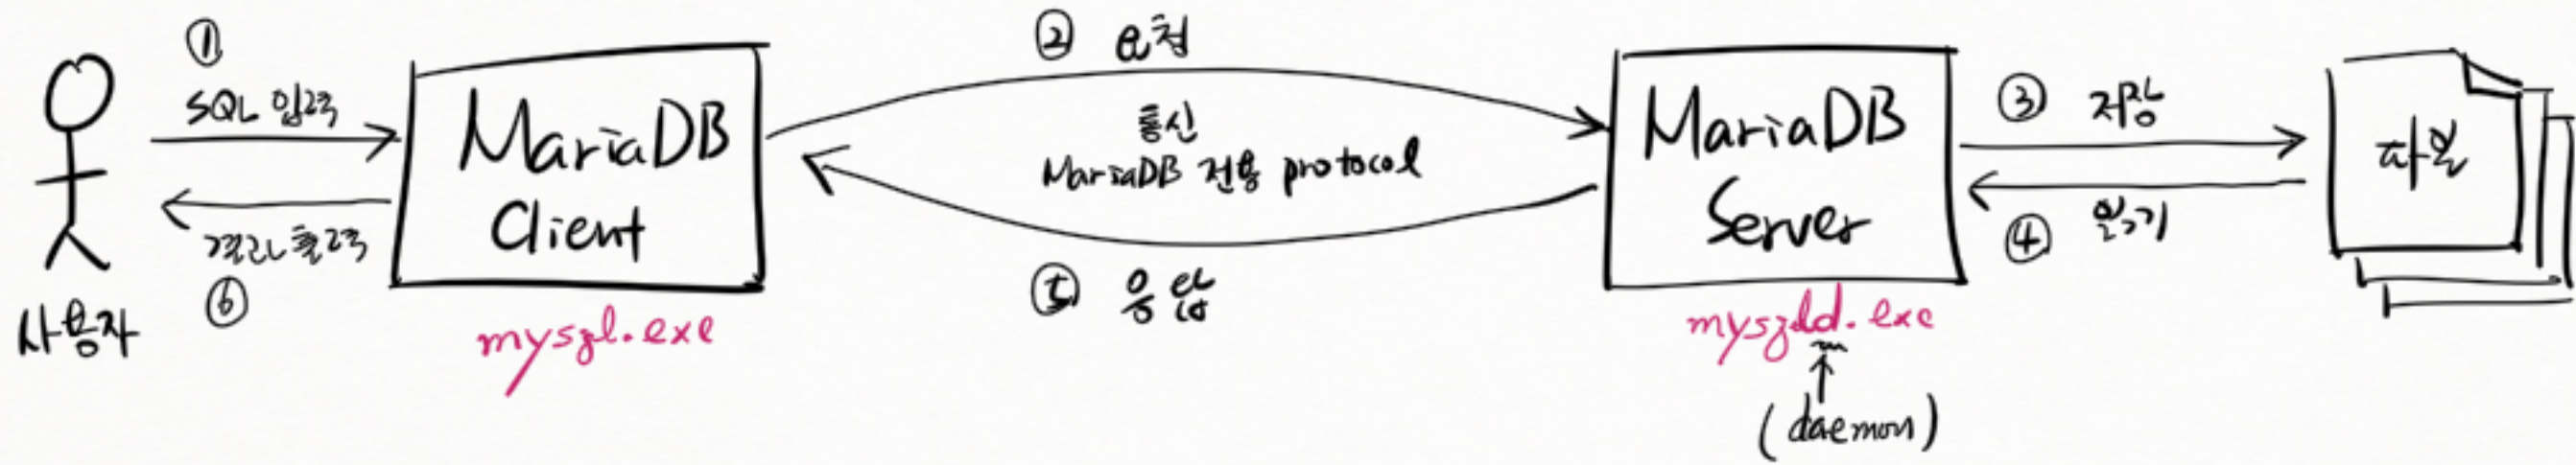 ①
SQL 입력
결과 출력
⑥
사용자
MariaDB
Client
mysql.exe
② 요청
통신
MariaDB 전용 protocol
⑤ 응답
MariaDB
Server
mysqld.exe
(daemon)
③ 저장
④ 읽기
파일